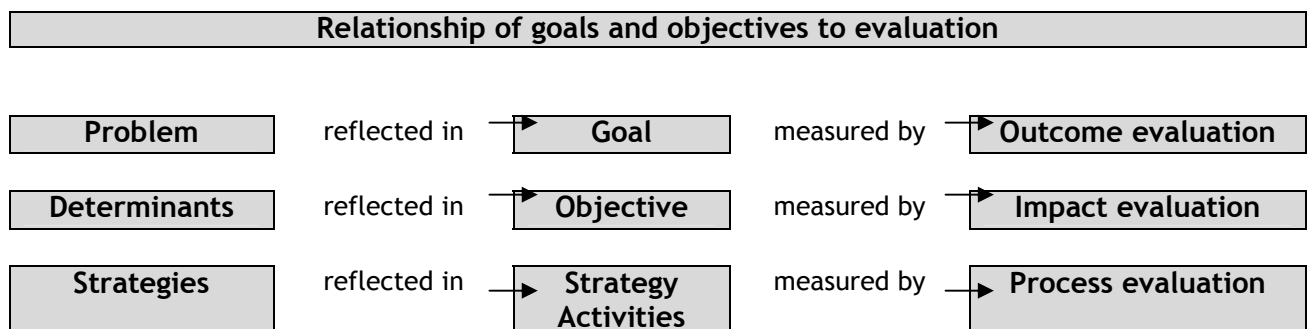 Relationship of goals and objectives to evaluation
Problem reflected in Goal measured by Outcome evaluation
Determinants reflected in Objective measured by Impact evaluation
Strategies reflected in Strategy measured by Process evaluation
Activities